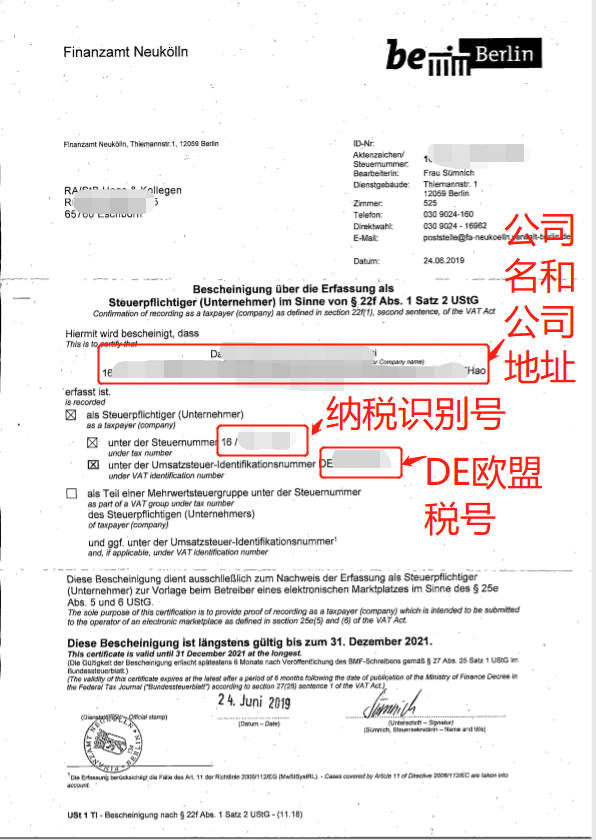 Finanzamt Neukölln
be Berlin
Finanzamt Neukölln, Thiemannstr.1, 12059 Berlin
ID-Nr:
Aktenzeichen/
Steuernummer:
Bearbeiterin: Frau Sümnich
Dienstgebäude: Thiemannstr. 1
12059 Berlin
Zimmer: 525
Telefon: 030 9024-160
Direktwahl: 030 9024 - 16962
E-Mail:
Datum: 24.06.2019
RA/StB Haas & Kollegen
65760 Eschborn
公司
名和
公司
地址
Bescheinigung über die Erfassung als
Steuerpflichtiger (Unternehmer) im Sinne von § 22f Abs. 1 Satz 2 UStG
Confirmation of recording as a taxpayer (company) as defined in section 22f(1), second sentence, of the VAT Act
Hiermit wird bescheinigt, dass
This is to certify that
Da
or Company name)
16 Hao
erfasst ist.
is recorded
als Steuerpflichtiger (Unternehmer)
as a taxpayer (company)
纳税识别号
unter der Steuernummer 16 /
under tax number
unter der Umsatzsteuer-Identifikationsnummer DE
under VAT identification number
DE欧盟
税号
als Teil einer Mehrwertsteuergruppe unter der Steuernummer
as part of a VAT group under tax number
des Steuerpflichtigen (Unternehmers)
of taxpayer (company)
und ggf. unter der Umsatzsteuer-Identifikationsnummer¹
and, if applicable, under VAT identification number
Diese Bescheinigung dient ausschließlich zum Nachweis der Erfassung als Steuerpflichtiger
(Unternehmer) zur Vorlage beim Betreiber eines elektronischen Marktplatzes im Sinne des § 25e
Abs. 5 und 6 UStG.
The sole purpose of this certification is to provide proof of recording as a taxpayer (company) which is intended to be submitted
to the operator of an electronic marketplace as defined in section 25e(5) and (6) of the VAT Act.
Diese Bescheinigung ist längstens gültig bis zum 31. Dezember 2021.
This certificate is valid until 31 December 2021 at the longest.
(Die Gültigkeit der Bescheinigung erlischt spätestens 6 Monate nach Veröffentlichung des BMF-Schreibens gemäß § 27 Abs. 25 Satz 1 UStG im
Bundessteuerblatt.)
(The validity of this certificate expires at the latest after a period of 6 months following the date of publication of the Ministry of Finance Decree in
the Federal Tax Journal ("Bundessteuerblatt") according to section 27(25) sentence 1 of the VAT Act.)
24. Juni 2019
Sümnich
(Dienststempel – Official stamp)
(Datum – Date)
(Unterschrift – Signature)
(Sümnich, Steuersekretärin – Name and title)
FINANZAMT NEUKÖLLN BERLIN
¹Die Erfassung berücksichtigt die Fälle des Art. 11 der Richtlinie 2006/112/EG (MwStSystRL). - Cases covered by Article 11 of Directive 2006/112/EC are taken into
account.
USt 1 TI - Bescheinigung nach § 22f Abs. 1 Satz 2 UStG - (11.18)